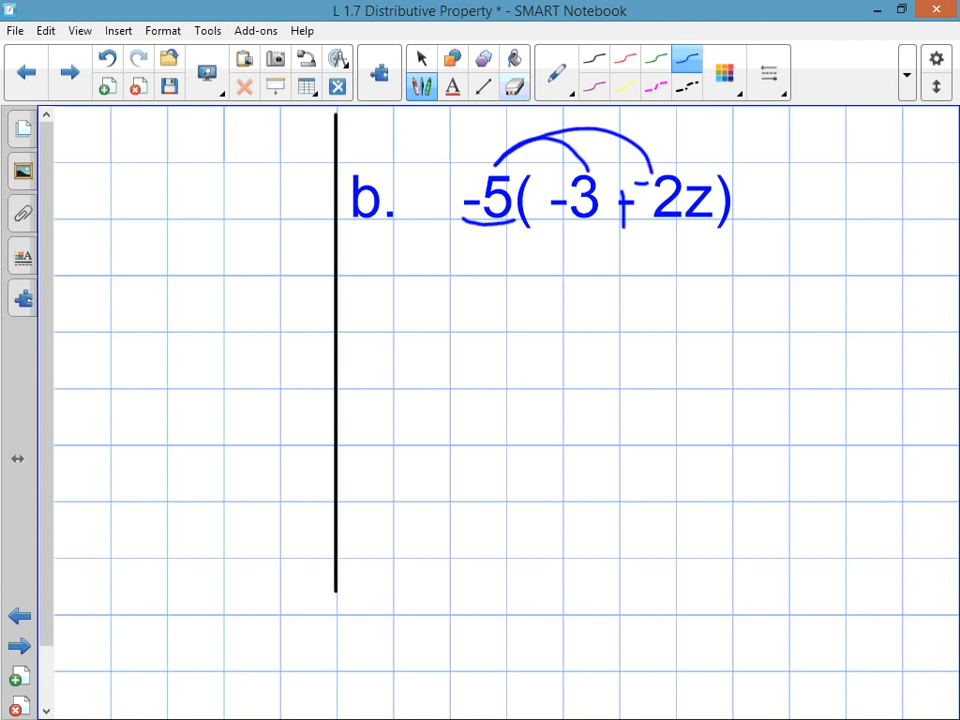 L 1.7 Distributive Property * - SMART Notebook
File Edit View Insert Format Tools Add-ons Help
b. -5( -3 + -2z)